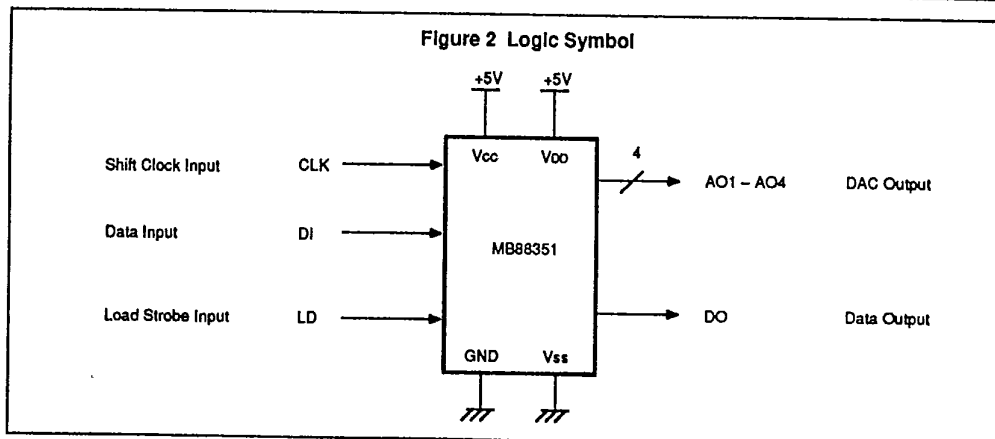 Figure 2 Logic Symbol
+5V +5V
Vcc VDD
4
Shift Clock Input CLK AO1 – AO4 DAC Output
Data Input DI
MB88351
Load Strobe Input LD DO Data Output
GND Vss